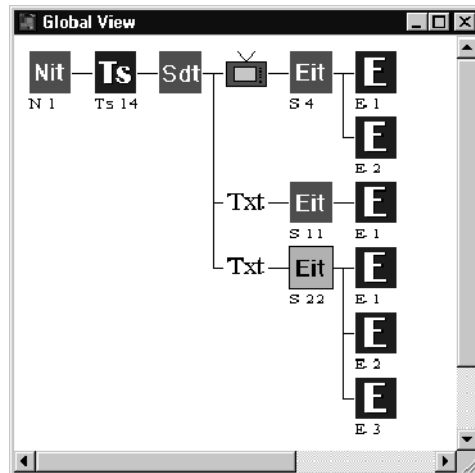 Global View
Nit Ts Sdt Eit E
N 1 Ts 14 S 4 E 1
E
E 2
Txt Eit E
S 11 E 1
Txt Eit E
S 22 E 1
E
E 2
E
E 3